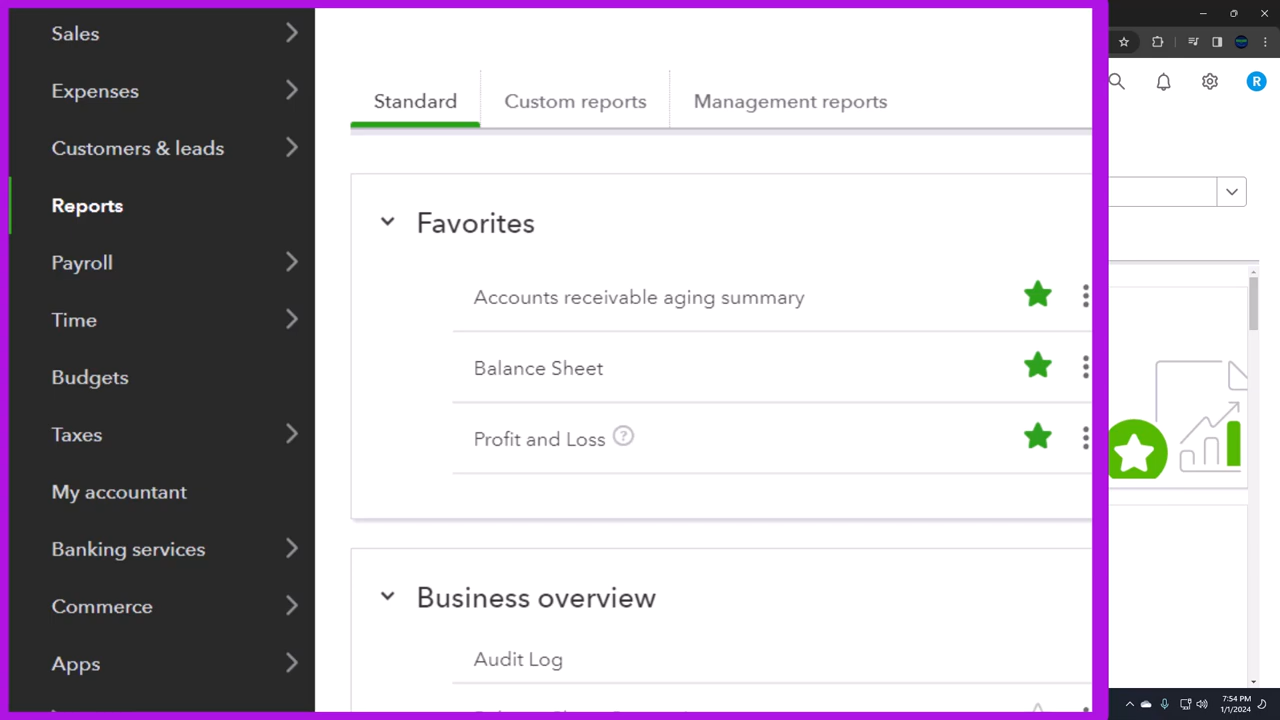 Sales
Expenses
Customers & leads
Reports
Payroll
Time
Budgets
Taxes
My accountant
Banking services
Commerce
Apps
Standard
Custom reports
Management reports
Favorites
Accounts receivable aging summary
Balance Sheet
Profit and Loss ?
Business overview
Audit Log
R
7:54 PM
1/1/2024